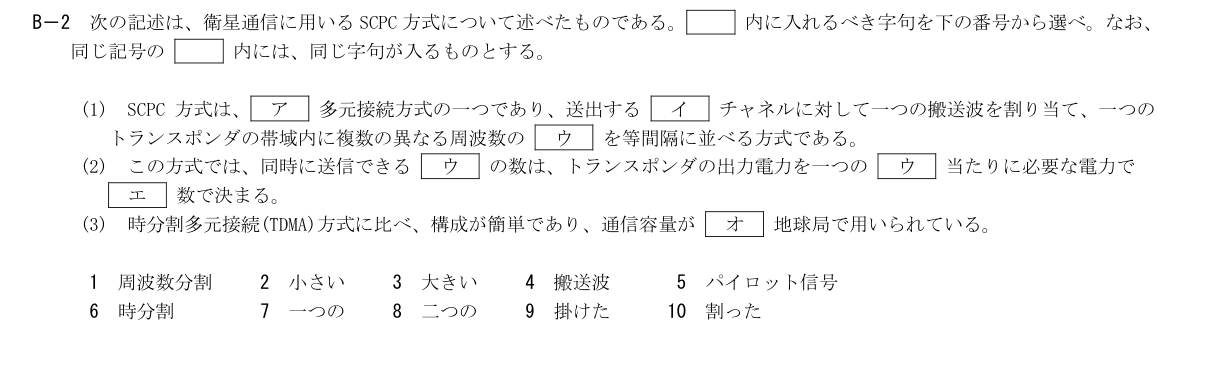 B－2 次の記述は、衛星通信に用いる SCPC 方式について述べたものである。 内に入れるべき字句を下の番号から選べ。なお、
同じ記号の 内には、同じ字句が入るものとする。
(1) SCPC 方式は、 ア 多元接続方式の一つであり、送出する イ チャネルに対して一つの搬送波を割り当て、一つの
トランスポンダの帯域内に複数の異なる周波数の ウ を等間隔に並べる方式である。
(2) この方式では、同時に送信できる ウ の数は、トランスポンダの出力電力を一つの ウ 当たりに必要な電力で
エ 数で決まる。
(3) 時分割多元接続(TDMA)方式に比べ、構成が簡単であり、通信容量が オ 地球局で用いられている。
1 周波数分割 2 小さい 3 大きい 4 搬送波 5 パイロット信号
6 時分割 7 一つの 8 二つの 9 掛けた 10 割った